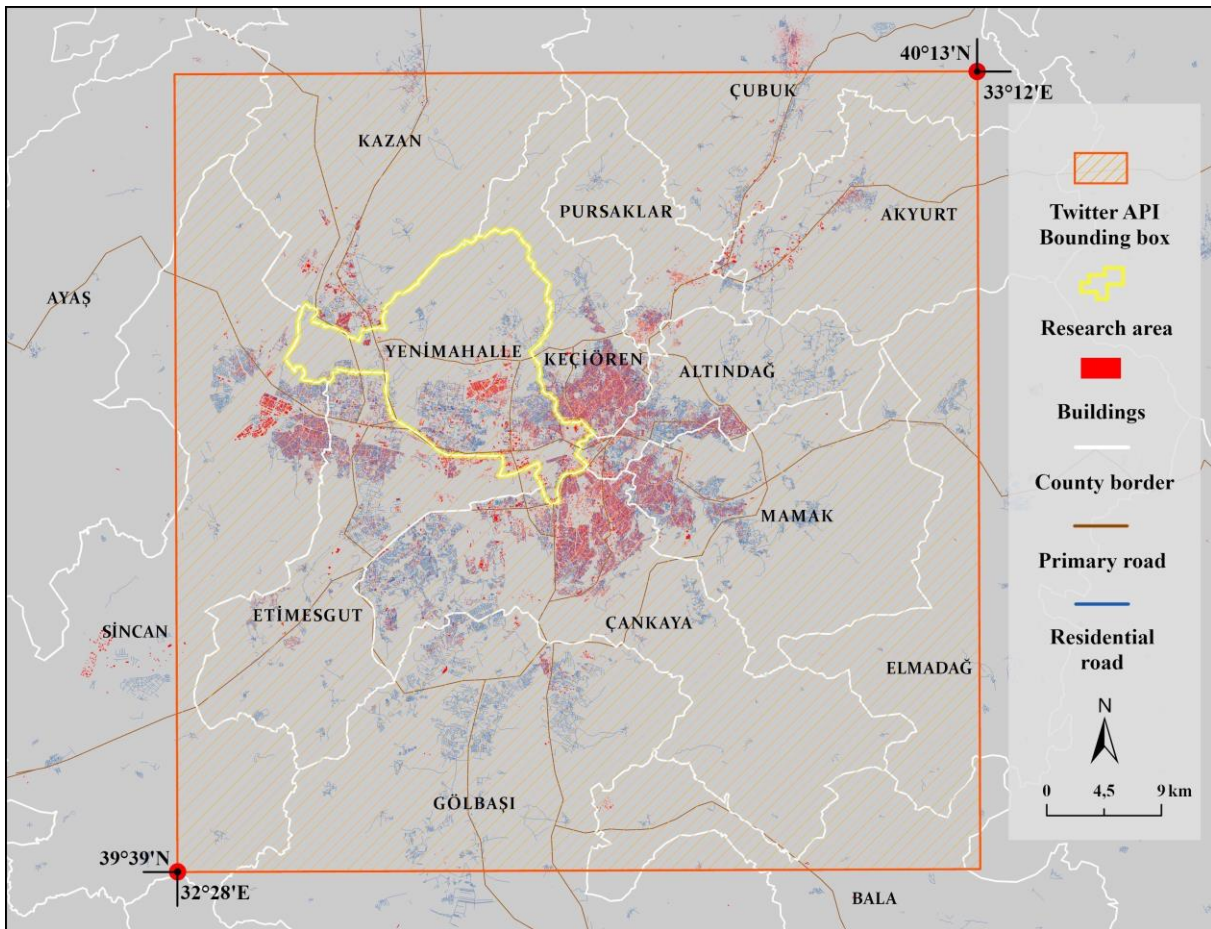 40°13'N
33°12'E
ÇUBUK
KAZAN
PURSAKLAR
AKYURT
AYAŞ
YENİMAHALLE
KEÇİÖREN
ALTINDAĞ
MAMAK
ETİMESGUT
SİNCAN
ÇANKAYA
ELMADAĞ
GÖLBAŞI
39°39'N
32°28'E
BALA
Twitter API
Bounding box
Research area
Buildings
County border
Primary road
Residential
road
N
0 4,5 9 km